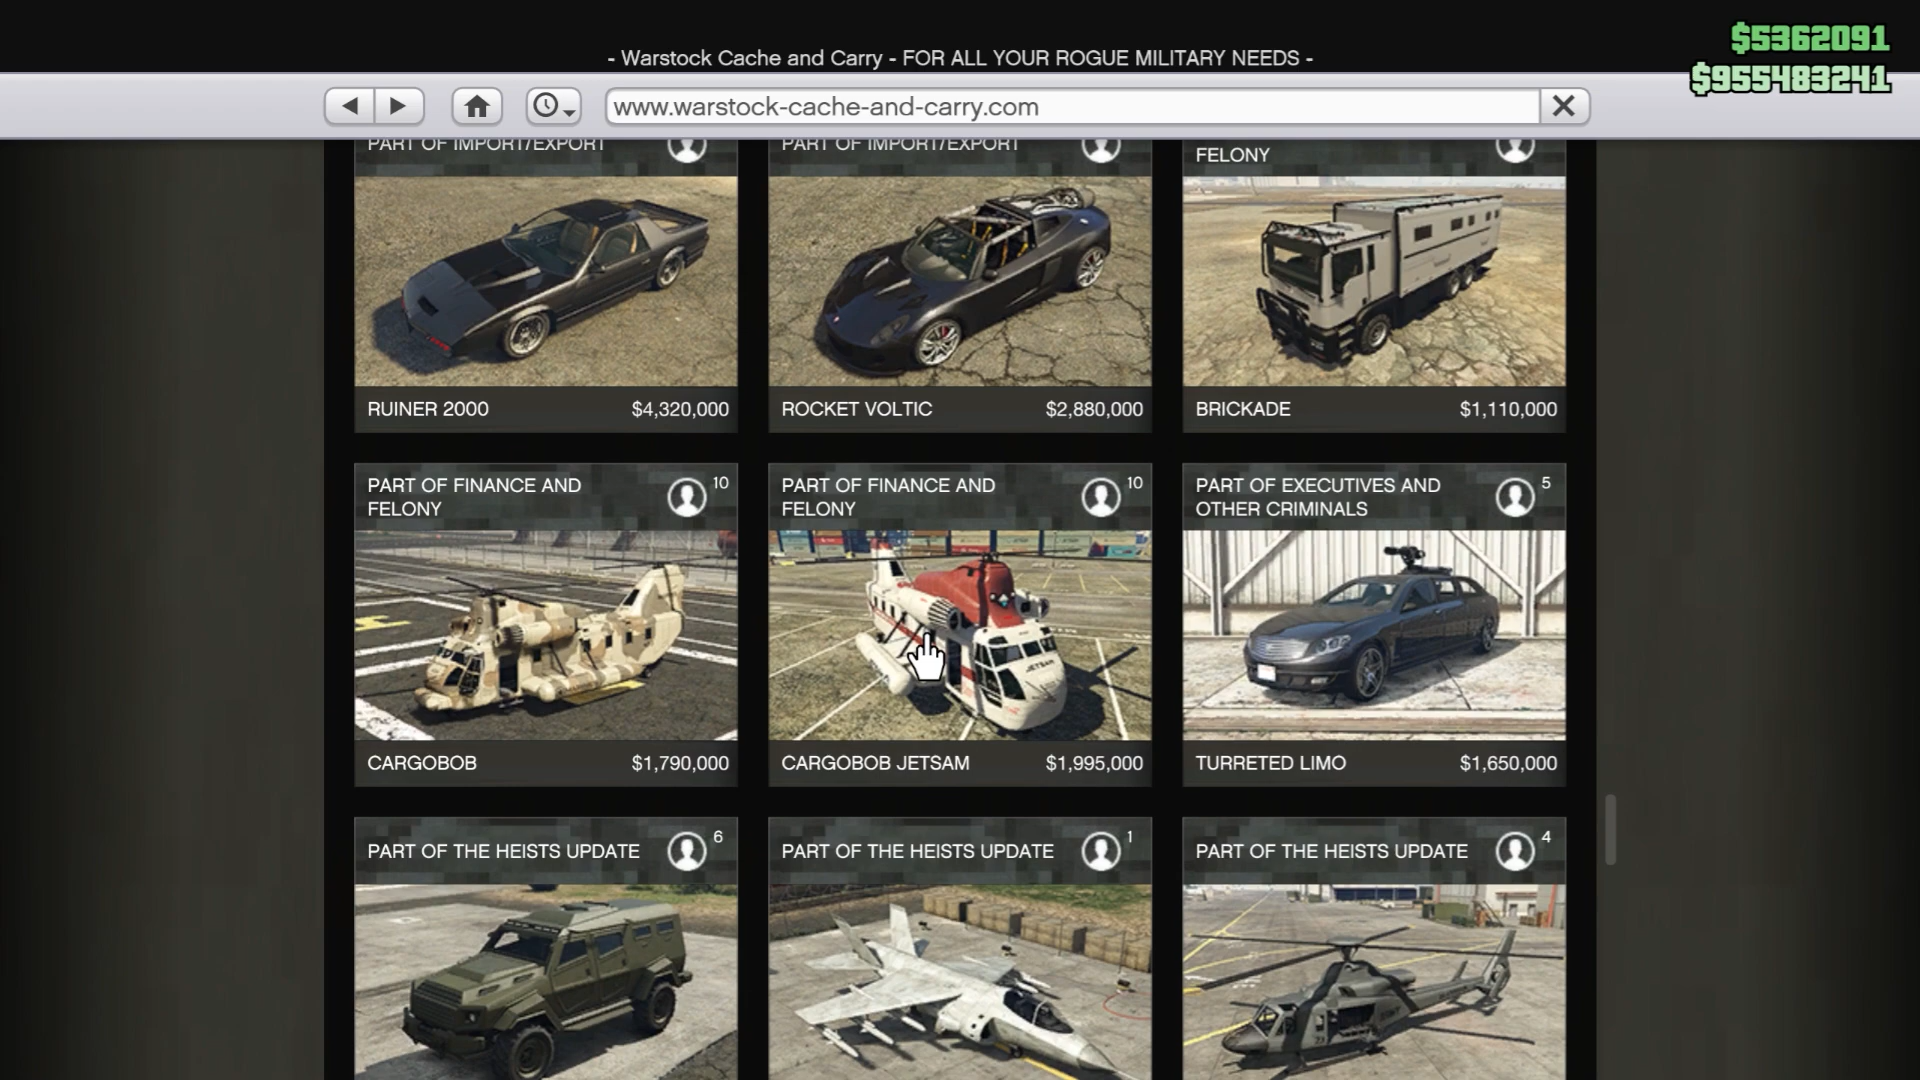 $5362091
- Warstock Cache and Carry - FOR ALL YOUR ROGUE MILITARY NEEDS -
$955483241
www.warstock-cache-and-carry.com
PART OF IMPORT/EXPORT
PART OF IMPORT/EXPORT
FELONY
RUINER 2000 $4,320,000
ROCKET VOLTIC $2,880,000
BRICKADE $1,110,000
PART OF FINANCE AND
FELONY
10
PART OF FINANCE AND
FELONY
10
PART OF EXECUTIVES AND
OTHER CRIMINALS
5
JETSAM
CARGOBOB $1,790,000
CARGOBOB JETSAM $1,995,000
TURRETED LIMO $1,650,000
PART OF THE HEISTS UPDATE 6
PART OF THE HEISTS UPDATE 1
PART OF THE HEISTS UPDATE 4